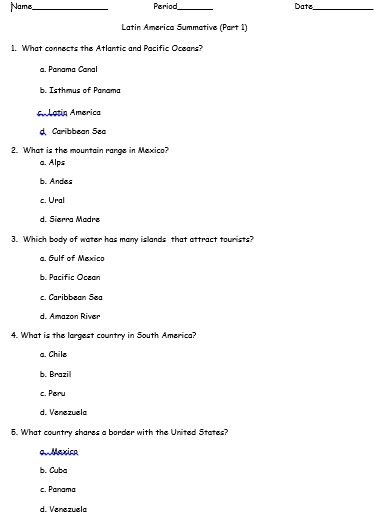 Name____________________ Period_________ Date_______________
Latin America Summative (Part 1)
1. What connects the Atlantic and Pacific Oceans?
a. Panama Canal
b. Isthmus of Panama
c. Latin America
d. Caribbean Sea
2. What is the mountain range in Mexico?
a. Alps
b. Andes
c. Ural
d. Sierra Madre
3. Which body of water has many islands that attract tourists?
a. Gulf of Mexico
b. Pacific Ocean
c. Caribbean Sea
d. Amazon River
4. What is the largest country in South America?
a. Chile
b. Brazil
c. Peru
d. Venezuela
5. What country shares a border with the United States?
a. Mexico
b. Cuba
c. Panama
d. Venezuela